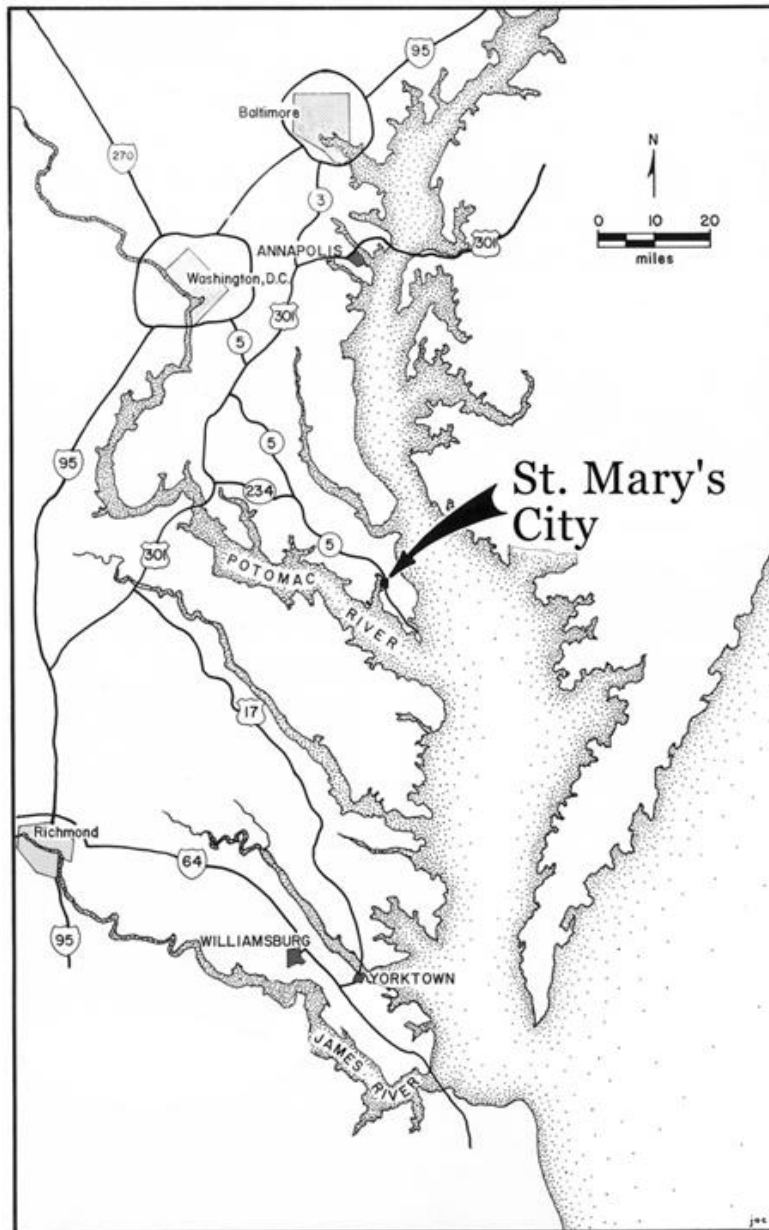 95
Baltimore
270
3
N
0 10 20
miles
ANNAPOLIS
301
Washington, D.C.
301
5
95
5
234
St. Mary's
City
5
301
POTOMAC
RIVER
17
Richmond
64
95
WILLIAMSBURG
YORKTOWN
JAMES
RIVER